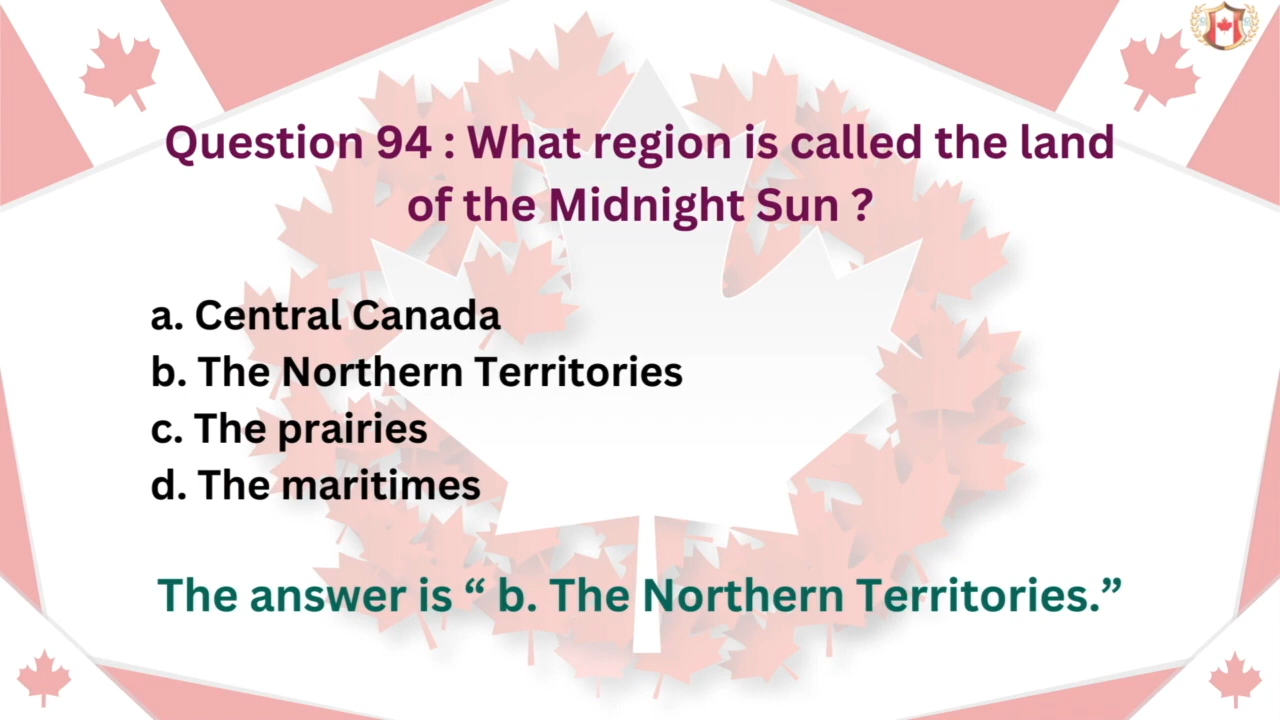 Question 94 : What region is called the land
of the Midnight Sun ?
a. Central Canada
b. The Northern Territories
c. The prairies
d. The maritimes
The answer is “ b. The Northern Territories.”